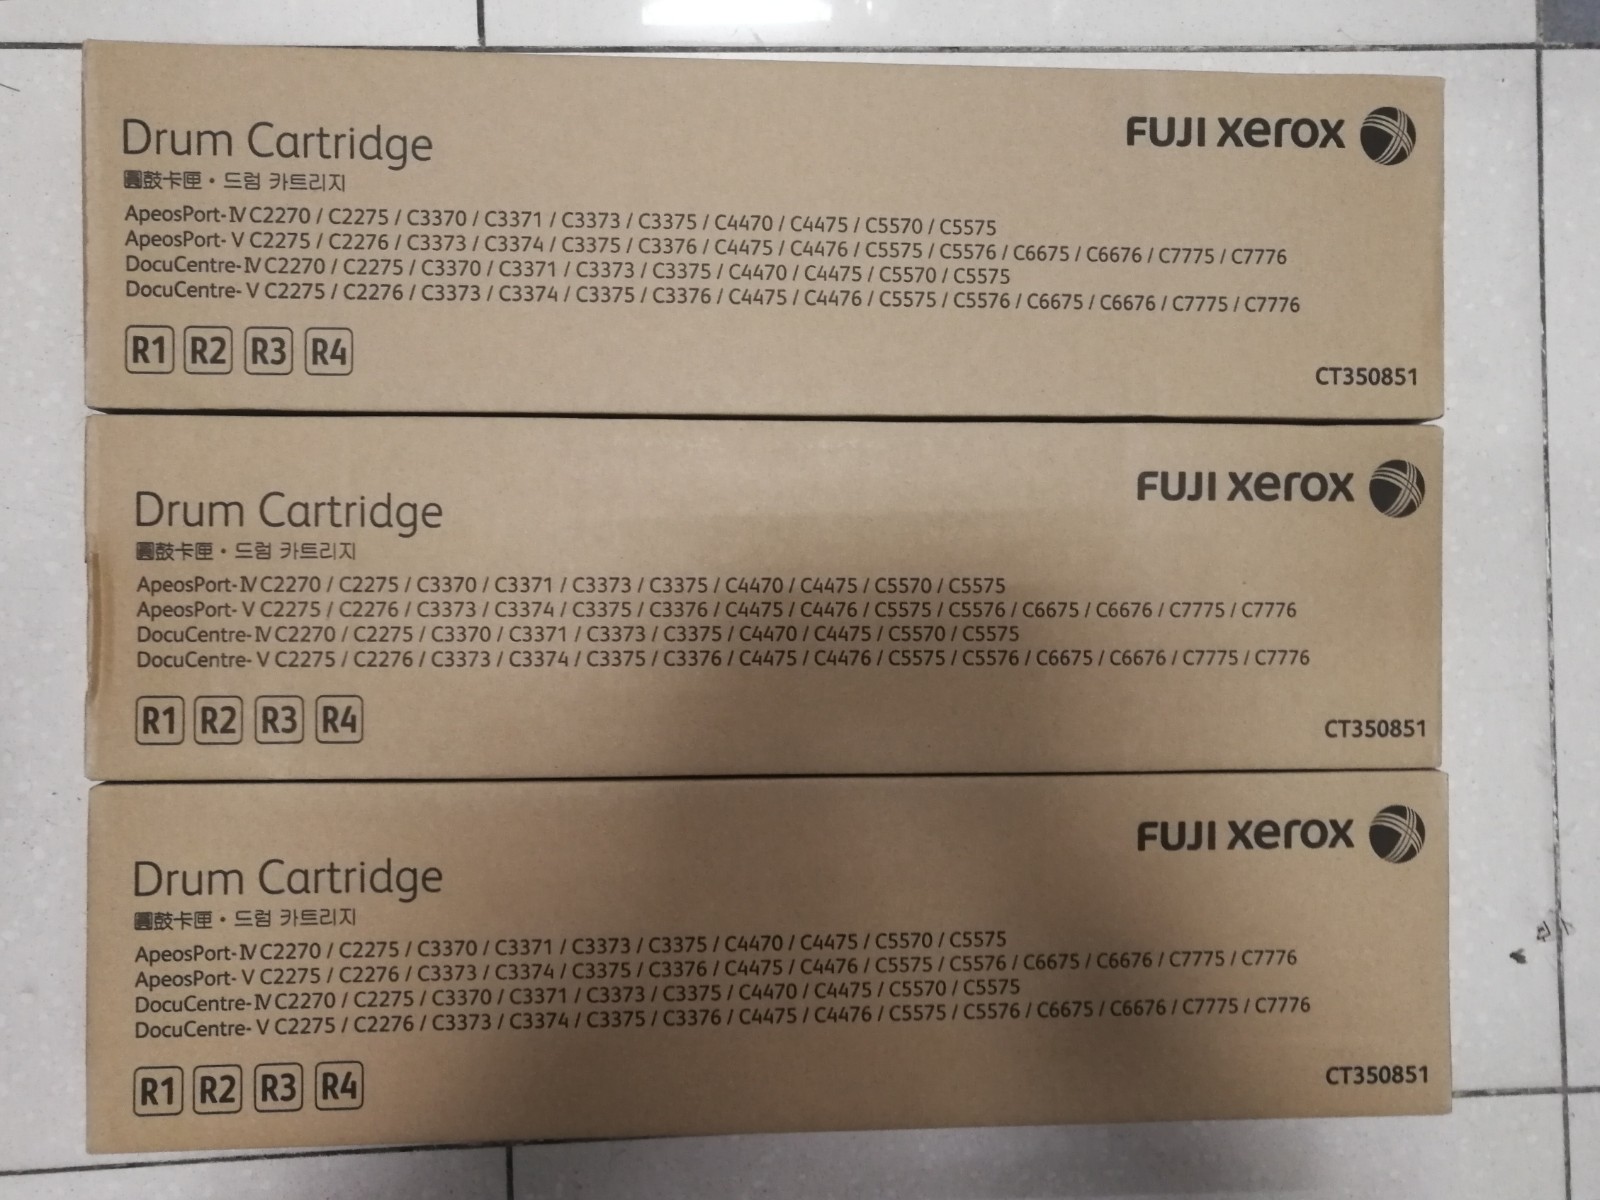 Drum Cartridge
FUJI xerox
圓鼓卡匣・드럼 카트리지
ApeosPort-Ⅳ C2270 / C2275 / C3370 / C3371 / C3373 / C3375 / C4470 / C4475 / C5570 / C5575
ApeosPort-Ⅴ C2275 / C2276 / C3373 / C3374 / C3375 / C3376 / C4475 / C4476 / C5575 / C5576 / C6675 / C6676 / C7775 / C7776
DocuCentre-Ⅳ C2270 / C2275 / C3370 / C3371 / C3373 / C3375 / C4470 / C4475 / C5570 / C5575
DocuCentre-Ⅴ C2275 / C2276 / C3373 / C3374 / C3375 / C3376 / C4475 / C4476 / C5575 / C5576 / C6675 / C6676 / C7775 / C7776
R1 R2 R3 R4
CT350851
Drum Cartridge
FUJI xerox
圓鼓卡匣・드럼 카트리지
ApeosPort-Ⅳ C2270 / C2275 / C3370 / C3371 / C3373 / C3375 / C4470 / C4475 / C5570 / C5575
ApeosPort-Ⅴ C2275 / C2276 / C3373 / C3374 / C3375 / C3376 / C4475 / C4476 / C5575 / C5576 / C6675 / C6676 / C7775 / C7776
DocuCentre-Ⅳ C2270 / C2275 / C3370 / C3371 / C3373 / C3375 / C4470 / C4475 / C5570 / C5575
DocuCentre-Ⅴ C2275 / C2276 / C3373 / C3374 / C3375 / C3376 / C4475 / C4476 / C5575 / C5576 / C6675 / C6676 / C7775 / C7776
R1 R2 R3 R4
CT350851
Drum Cartridge
FUJI xerox
圓鼓卡匣・드럼 카트리지
ApeosPort-Ⅳ C2270 / C2275 / C3370 / C3371 / C3373 / C3375 / C4470 / C4475 / C5570 / C5575
ApeosPort-Ⅴ C2275 / C2276 / C3373 / C3374 / C3375 / C3376 / C4475 / C4476 / C5575 / C5576 / C6675 / C6676 / C7775 / C7776
DocuCentre-Ⅳ C2270 / C2275 / C3370 / C3371 / C3373 / C3375 / C4470 / C4475 / C5570 / C5575
DocuCentre-Ⅴ C2275 / C2276 / C3373 / C3374 / C3375 / C3376 / C4475 / C4476 / C5575 / C5576 / C6675 / C6676 / C7775 / C7776
R1 R2 R3 R4
CT350851